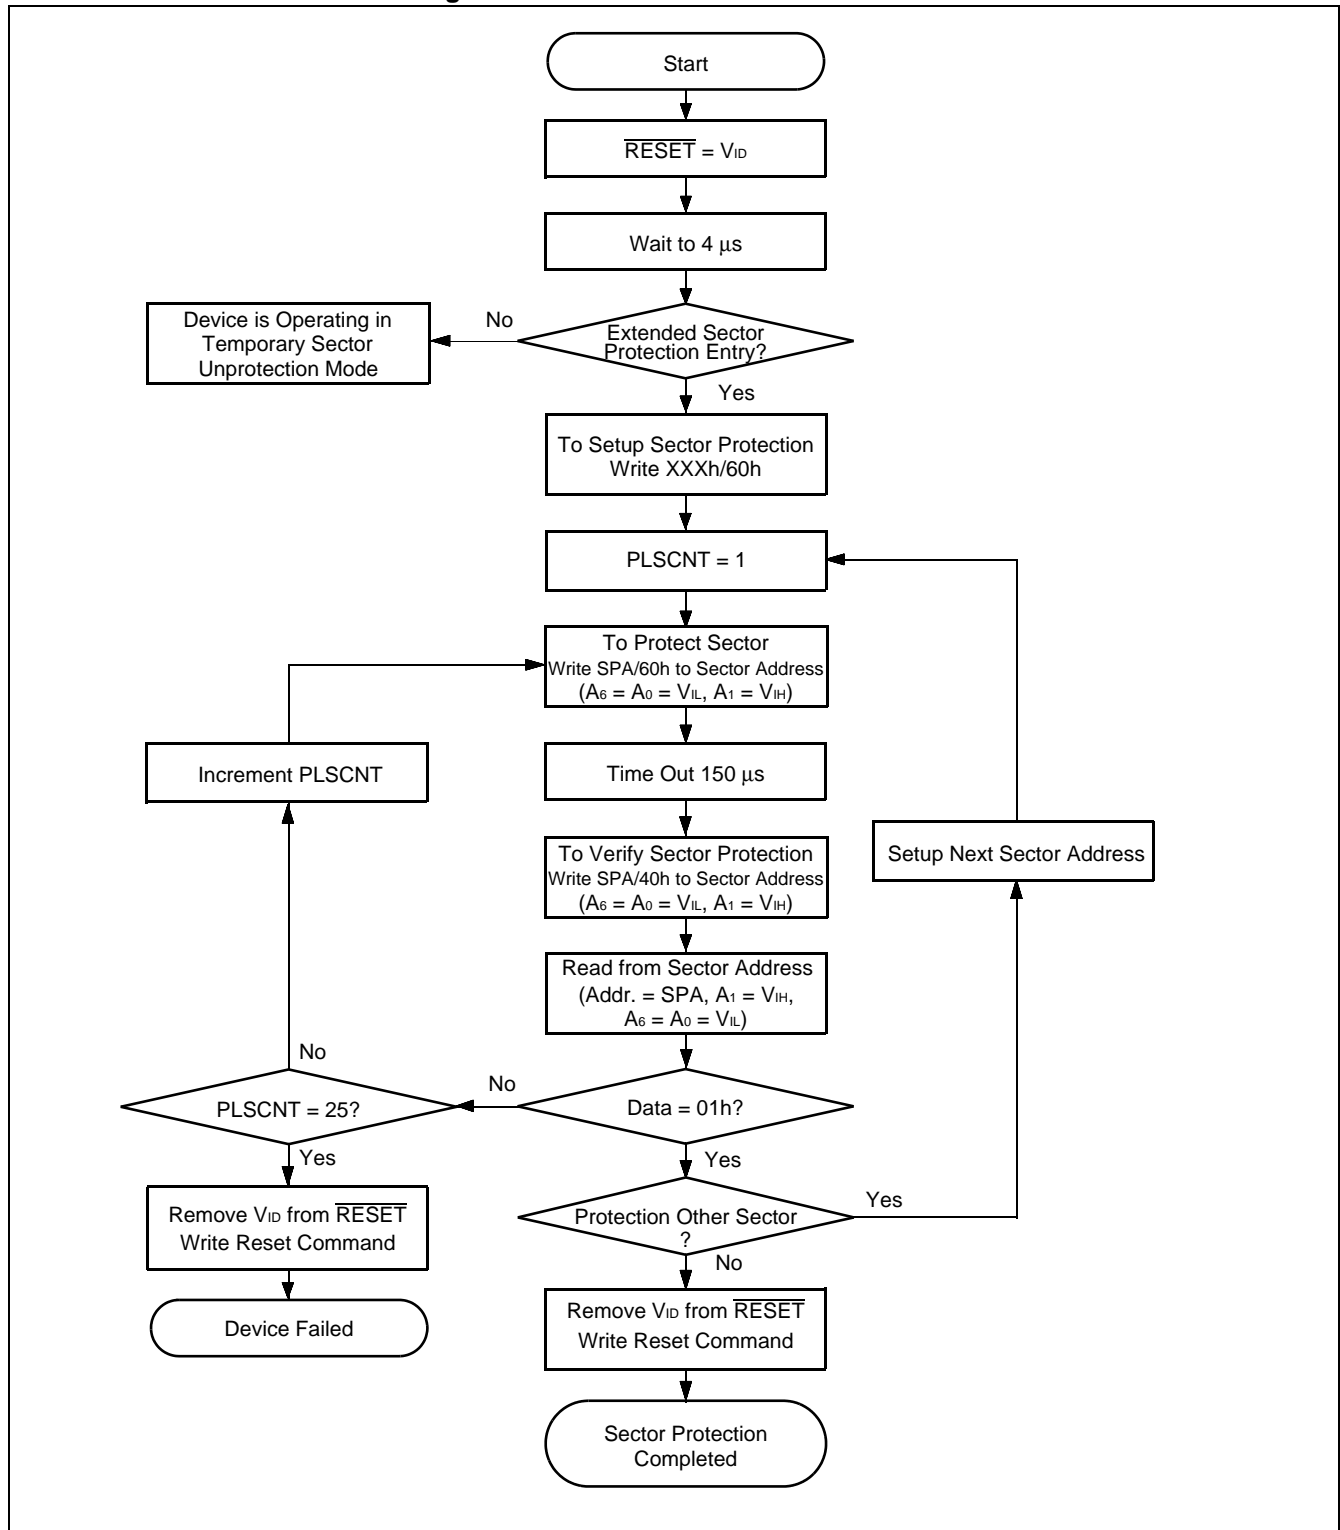 Start
RESET = VID
Wait to 4 μs
Device is Operating in
Temporary Sector
Unprotection Mode
No
Extended Sector
Protection Entry?
Yes
To Setup Sector Protection
Write XXXh/60h
PLSCNT = 1
To Protect Sector
Write SPA/60h to Sector Address
(A6 = A0 = VIL, A1 = VIH)
Increment PLSCNT
Time Out 150 μs
To Verify Sector Protection
Write SPA/40h to Sector Address
(A6 = A0 = VIL, A1 = VIH)
Setup Next Sector Address
Read from Sector Address
(Addr. = SPA, A1 = VIH,
A6 = A0 = VIL)
No
PLSCNT = 25?
No
Data = 01h?
Yes
Yes
Remove VID from RESET
Write Reset Command
Protection Other Sector
?
Yes
No
Device Failed
Remove VID from RESET
Write Reset Command
Sector Protection
Completed